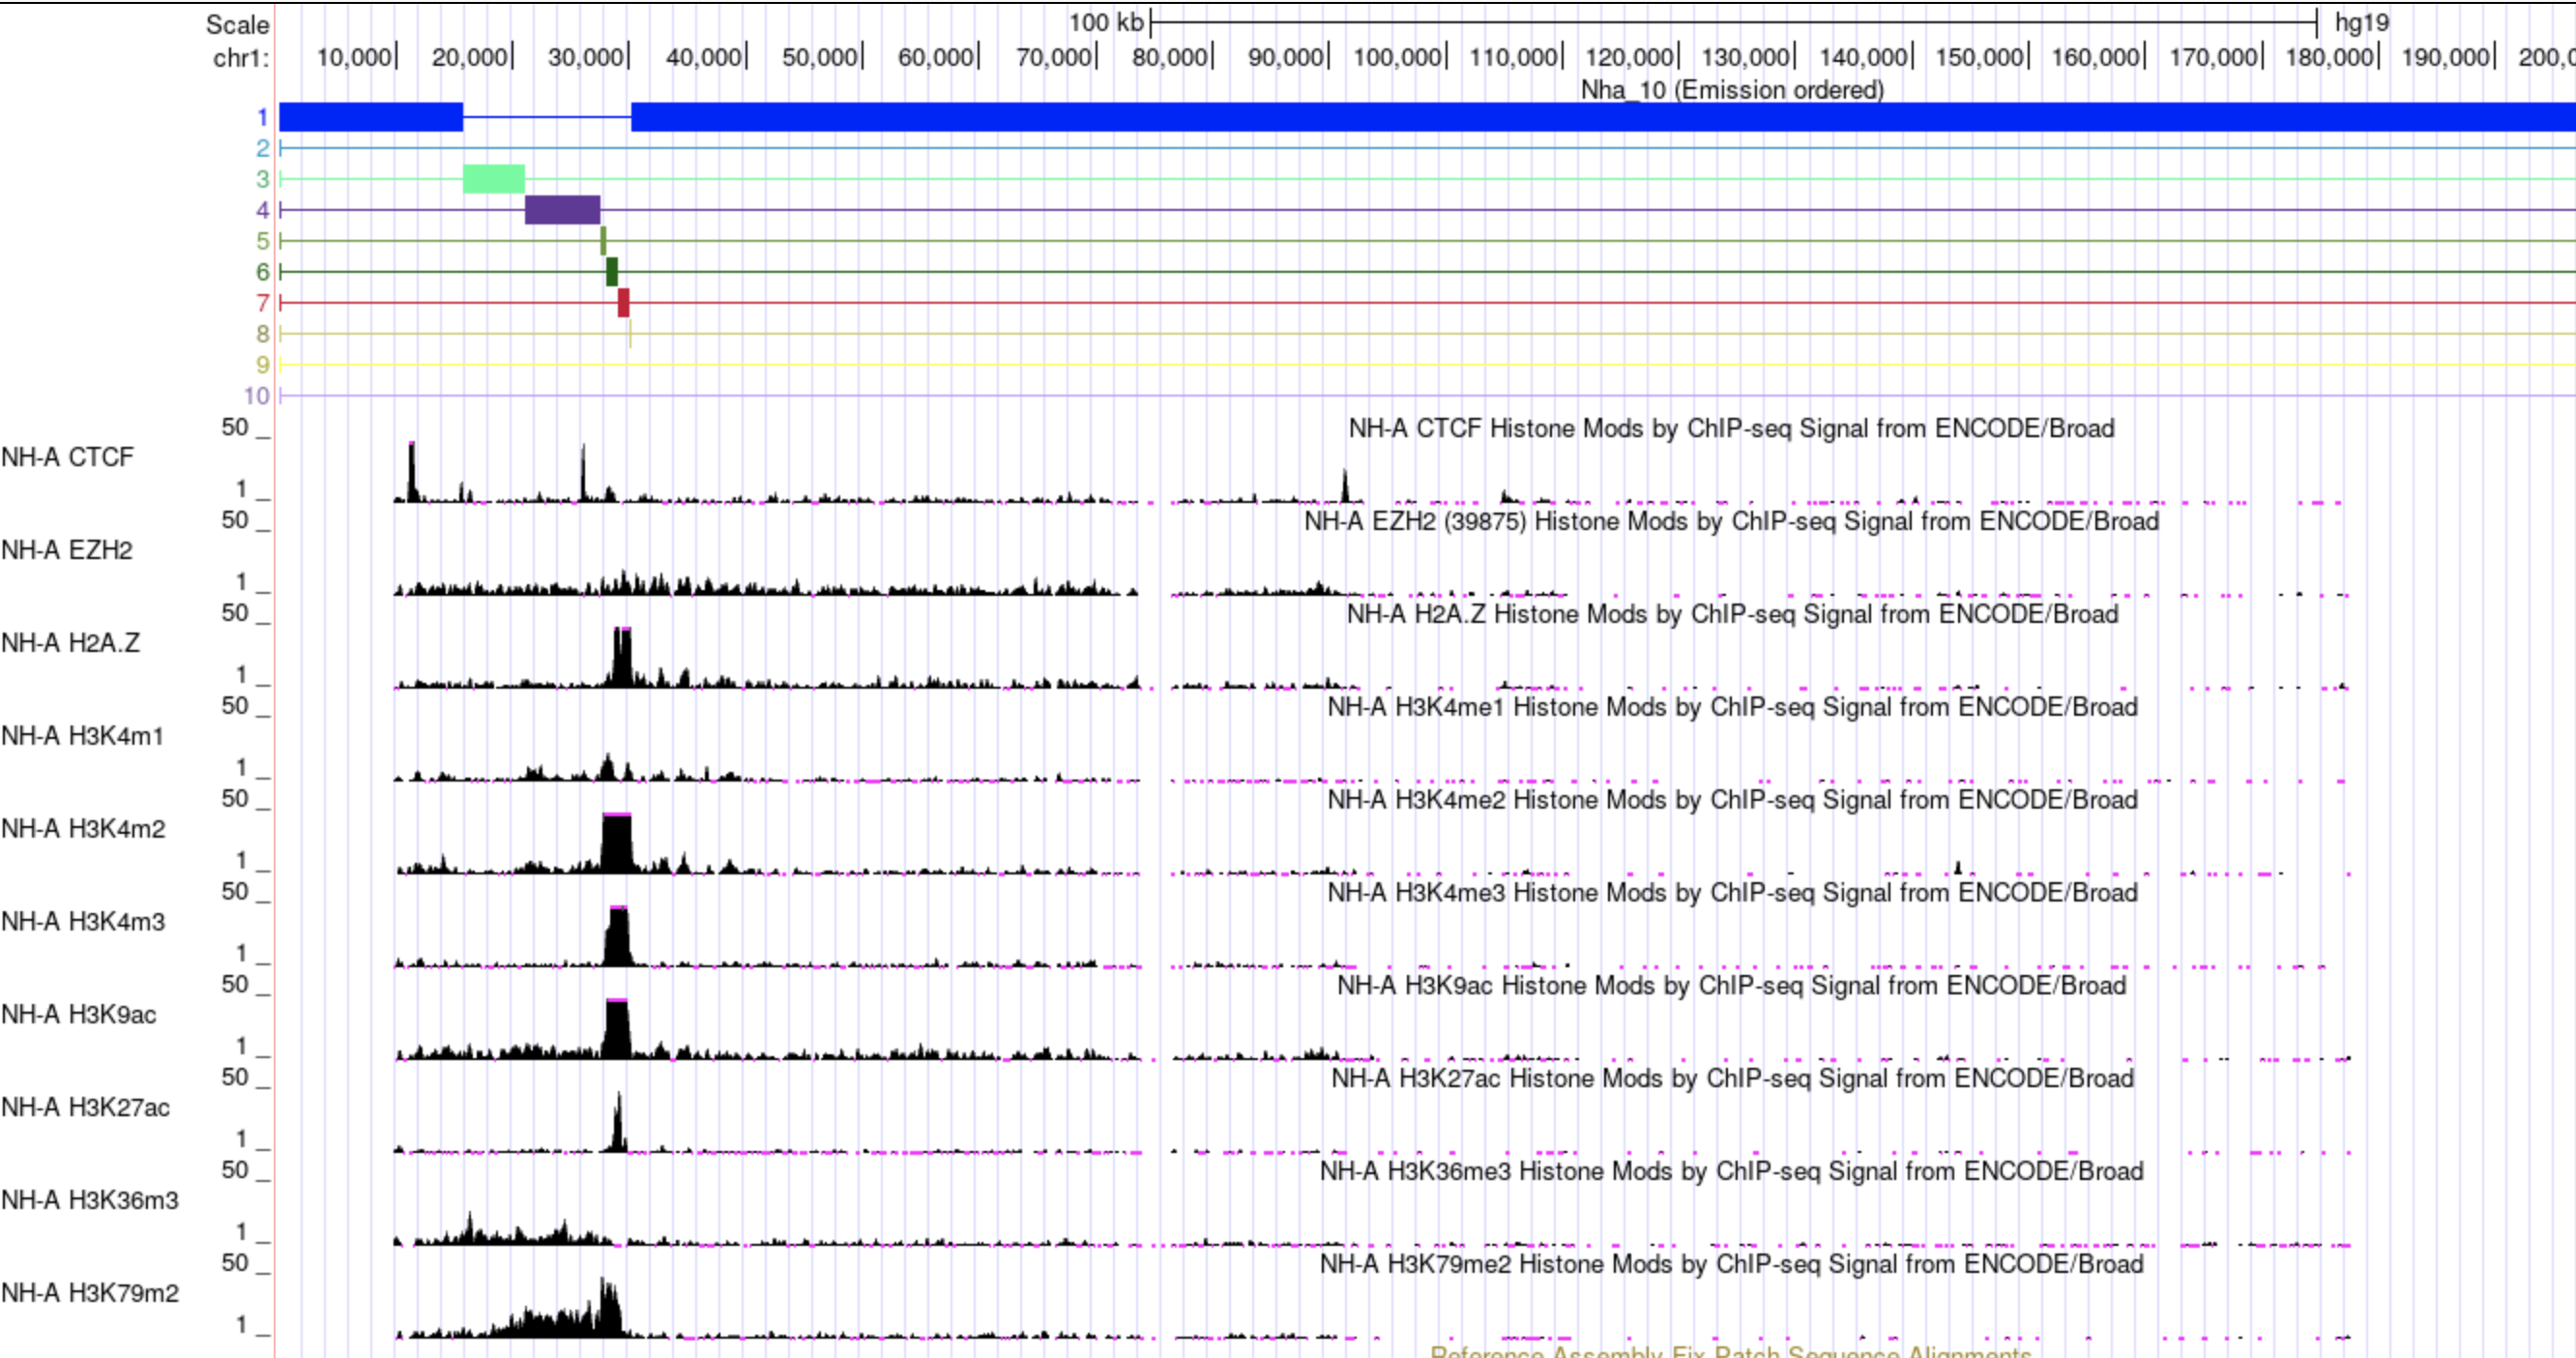 Scale 100 kb hg19
chr1: 10,000 20,000 30,000 40,000 50,000 60,000 70,000 80,000 90,000 100,000 110,000 120,000 130,000 140,000 150,000 160,000 170,000 180,000 190,000 200,0
Nha_10 (Emission ordered)
1
2
3
4
5
6
7
8
9
10
50 NH-A CTCF Histone Mods by ChIP-seq Signal from ENCODE/Broad
NH-A CTCF
1
50 NH-A EZH2 (39875) Histone Mods by ChIP-seq Signal from ENCODE/Broad
NH-A EZH2
1
50 NH-A H2A.Z Histone Mods by ChIP-seq Signal from ENCODE/Broad
NH-A H2A.Z
1
50 NH-A H3K4me1 Histone Mods by ChIP-seq Signal from ENCODE/Broad
NH-A H3K4m1
1
50 NH-A H3K4me2 Histone Mods by ChIP-seq Signal from ENCODE/Broad
NH-A H3K4m2
1
50 NH-A H3K4me3 Histone Mods by ChIP-seq Signal from ENCODE/Broad
NH-A H3K4m3
1
50 NH-A H3K9ac Histone Mods by ChIP-seq Signal from ENCODE/Broad
NH-A H3K9ac
1
50 NH-A H3K27ac Histone Mods by ChIP-seq Signal from ENCODE/Broad
NH-A H3K27ac
1
50 NH-A H3K36me3 Histone Mods by ChIP-seq Signal from ENCODE/Broad
NH-A H3K36m3
1
50 NH-A H3K79me2 Histone Mods by ChIP-seq Signal from ENCODE/Broad
NH-A H3K79m2
1
Reference Assembly Fix Patch Sequence Alignments